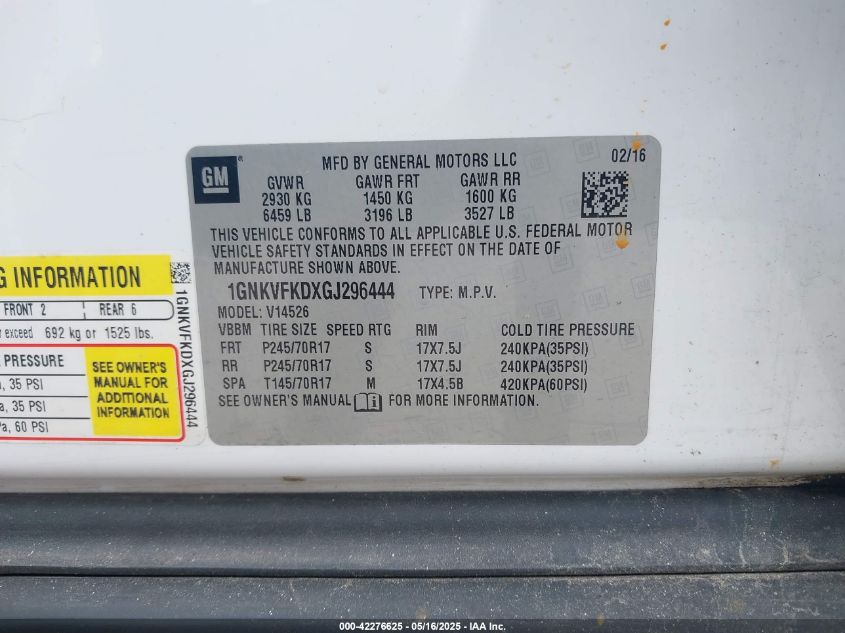 GM
MFD BY GENERAL MOTORS LLC 02/16
GVWR GAWR FRT GAWR RR
2930 KG 1450 KG 1600 KG
6459 LB 3196 LB 3527 LB
THIS VEHICLE CONFORMS TO ALL APPLICABLE U.S. FEDERAL MOTOR
VEHICLE SAFETY STANDARDS IN EFFECT ON THE DATE OF
MANUFACTURE SHOWN ABOVE.
1GNKVFKDXGJ296444 TYPE: M.P.V.
MODEL: V14526
VBBM TIRE SIZE SPEED RTG RIM COLD TIRE PRESSURE
FRT P245/70R17 S 17X7.5J 240KPA(35PSI)
RR P245/70R17 S 17X7.5J 240KPA(35PSI)
SPA T145/70R17 M 17X4.5B 420KPA(60PSI)
SEE OWNER'S MANUAL FOR MORE INFORMATION.
INFORMATION
FRONT 2 REAR 6
exceed 692 kg or 1525 lbs.
PRESSURE
35 PSI
35 PSI
60 PSI
SEE OWNER'S
MANUAL FOR
ADDITIONAL
INFORMATION
1GNKVFKDXGJ296444
000-42276625 - 05/16/2025 - IAA Inc.